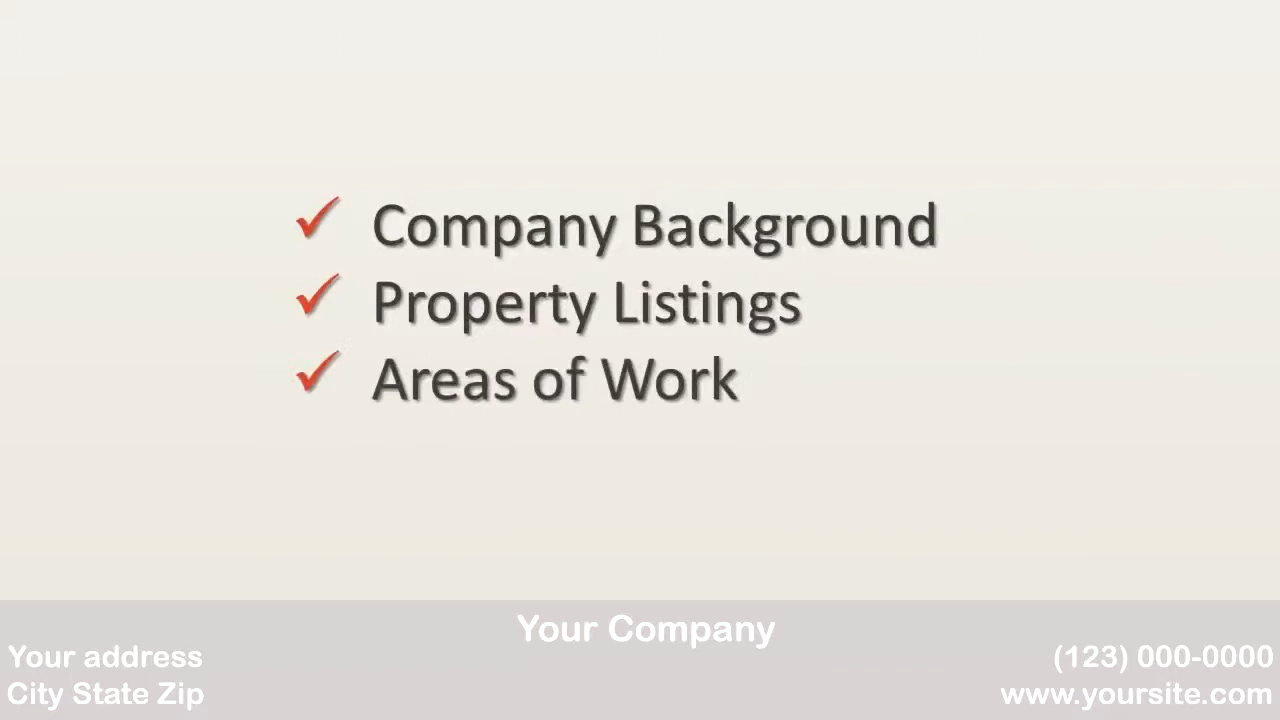 Company Background
Property Listings
Areas of Work
Your Company
Your address
(123) 000-0000
City State Zip
www.yoursite.com